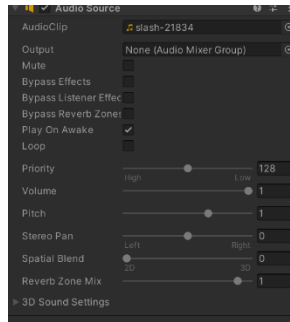 Audio Source
AudioClip slash-21834
Output None (Audio Mixer Group)
Mute
Bypass Effects
Bypass Listener Effec
Bypass Reverb Zones
Play On Awake
Loop
Priority 128
High Low
Volume 1
Pitch 1
Stereo Pan 0
Left Right
Spatial Blend 0
2D 3D
Reverb Zone Mix 1
3D Sound Settings